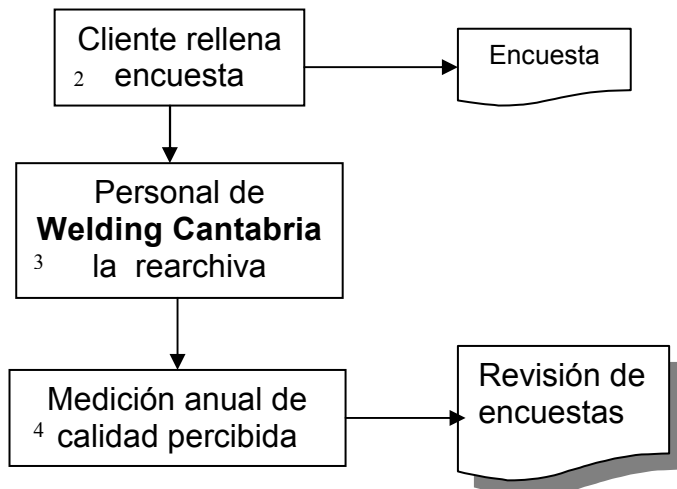 Cliente rellena
2 encuesta
Encuesta
Personal de
Welding Cantabria
3 la rearchiva
Medición anual de
4 calidad percibida
Revisión de
encuestas